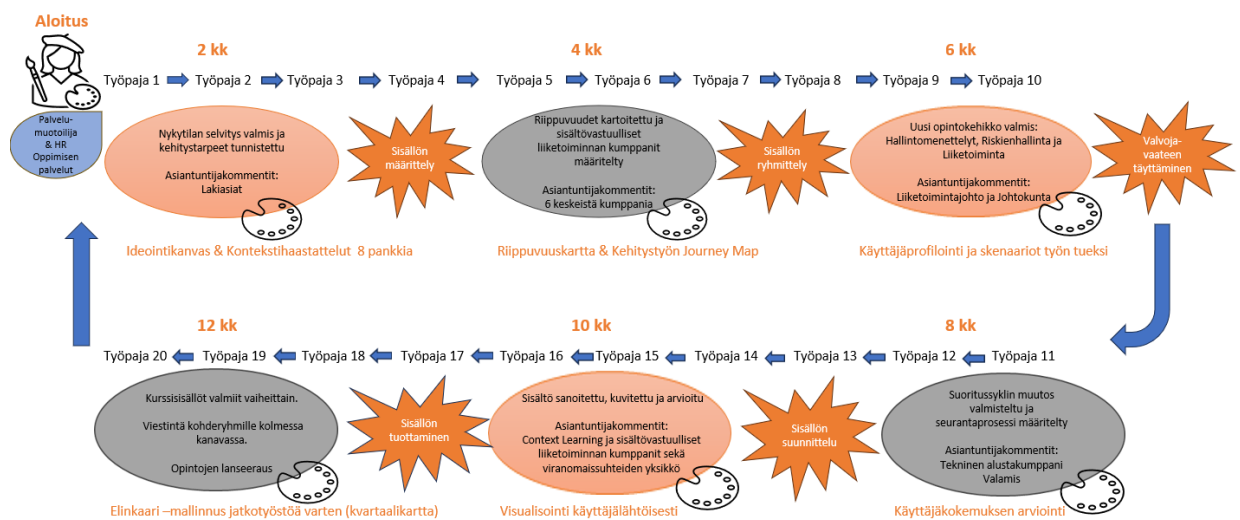 Aloitus
2 kk
4 kk
6 kk
Työpaja 1 Työpaja 2 Työpaja 3 Työpaja 4 Työpaja 5 Työpaja 6 Työpaja 7 Työpaja 8 Työpaja 9 Työpaja 10
Palvelu-
muotoilija
& HR
Oppimisen
palvelut
Nykytilan selvitys valmis ja
kehitystarpeet tunnistettu
Asiantuntijakommentit:
Lakiasiat
Sisällön
määrittely
Riippuvuudet kartoitettu ja
sisältövastuulliset
liiketoiminnan kumppanit
määritelty
Asiantuntijakommentit:
6 keskeistä kumppania
Sisällön
ryhmittely
Uusi opintokehikko valmis:
Hallintomenettelyt, Riskienhallinta ja
Liiketoiminta
Asiantuntijakommentit:
Liiketoimintajohto ja Johtokunta
Valvoja-
vaateen
täyttäminen
Ideointikanvas & Kontekstihaastattelut 8 pankkia
Riippuvuuskartta & Kehitystyön Journey Map
Käyttäjäprofilointi ja skenaariot työn tueksi
12 kk
10 kk
8 kk
Työpaja 20 Työpaja 19 Työpaja 18 Työpaja 17 Työpaja 16 Työpaja 15 Työpaja 14 Työpaja 13 Työpaja 12 Työpaja 11
Kurssisisällöt valmiit vaiheittain.
Viestintä kohderyhmille kolmessa
kanavassa.
Opintojen lanseeraus
Sisällön
tuottaminen
Sisältö sanoitettu, kuvitettu ja arvioitu
Asiantuntijakommentit:
Context Learning ja sisältövastuulliset
liiketoiminnan kumppanit sekä
viranomaissuhteiden yksikkö
Sisällön
suunnittelu
Suoritussyklin muutos
valmisteltu ja
seurantaprosessi määritelty
Asiantuntijakommentit:
Tekninen alustakumppani
Valamis
Elinkaari –mallinnus jatkotyöstöä varten (kvartaalikartta)
Visualisointi käyttäjälähtöisesti
Käyttäjäkokemuksen arviointi